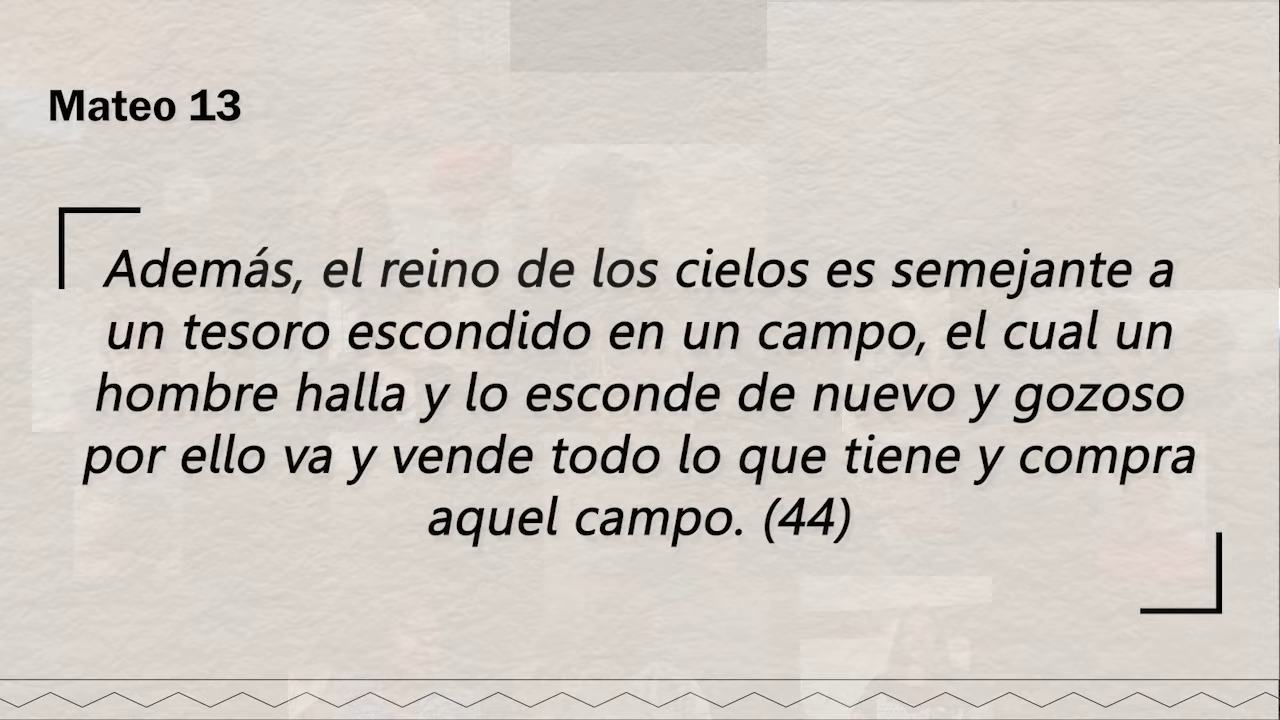 Mateo 13
Además, el reino de los cielos es semejante a
un tesoro escondido en un campo, el cual un
hombre halla y lo esconde de nuevo y gozoso
por ello va y vende todo lo que tiene y compra
aquel campo. (44)